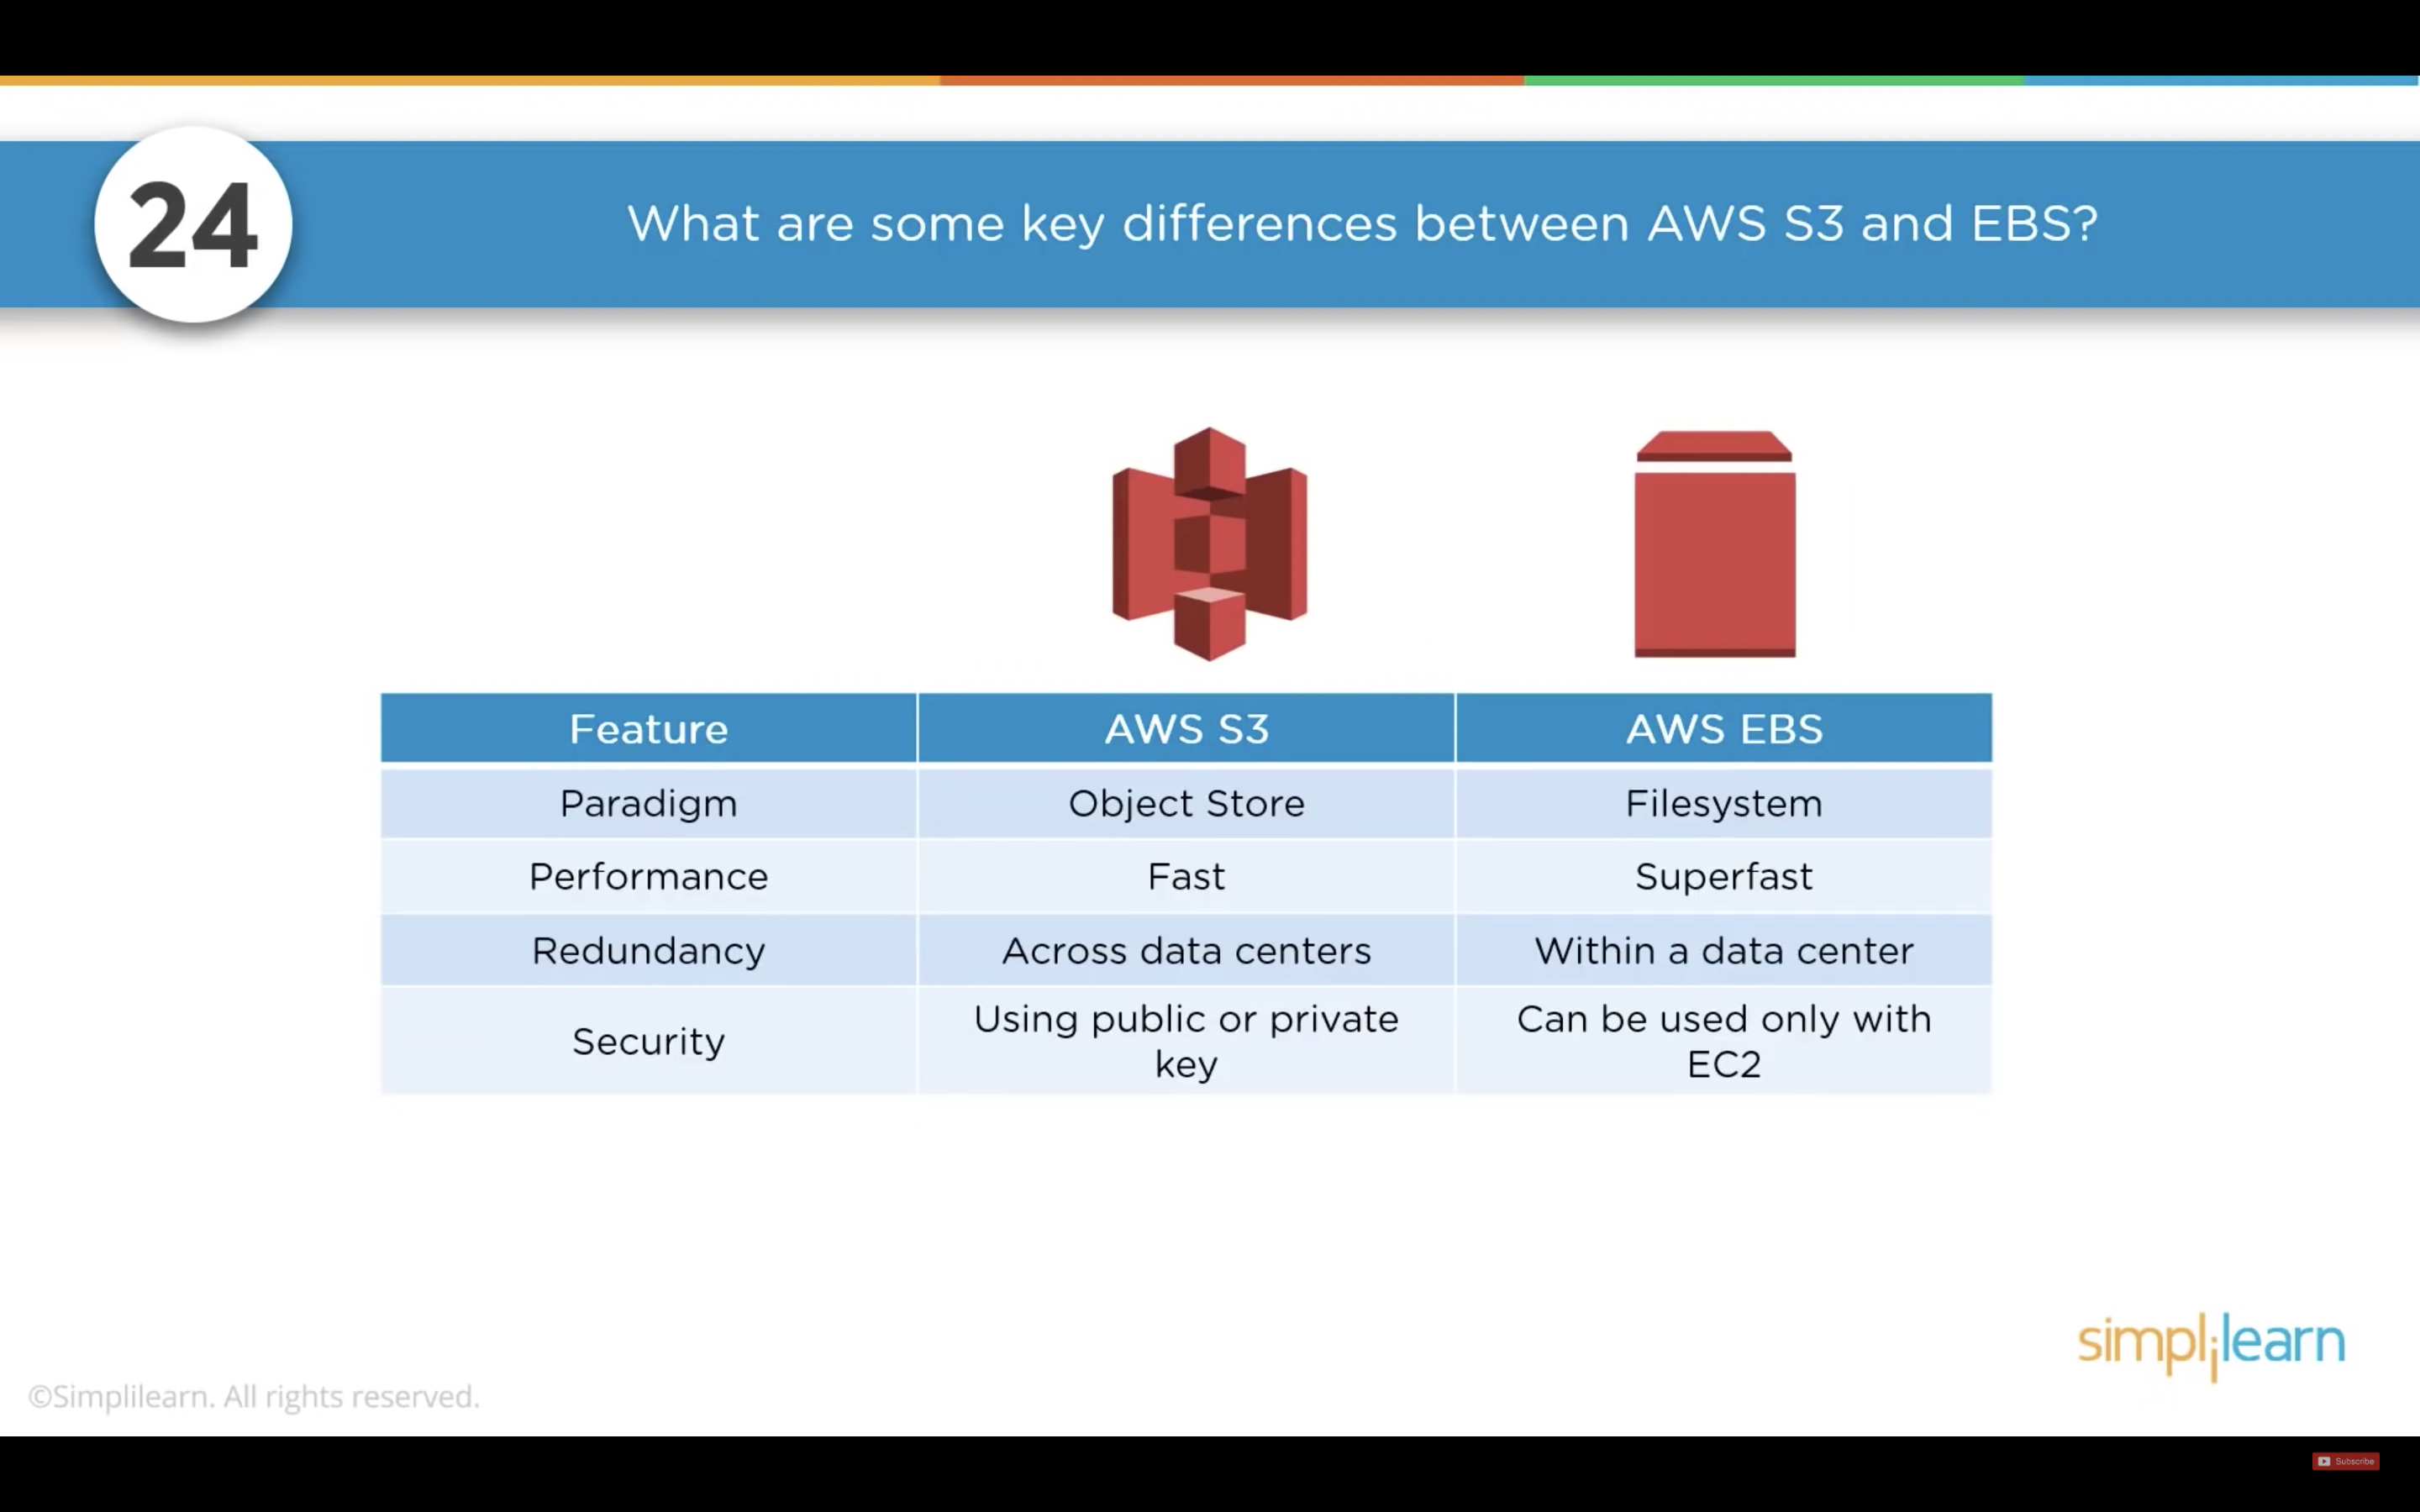 24
What are some key differences between AWS S3 and EBS?
Feature AWS S3 AWS EBS
Paradigm Object Store Filesystem
Performance Fast Superfast
Redundancy Across data centers Within a data center
Security Using public or private key Can be used only with EC2
simplilearn
©Simplilearn. All rights reserved.
Subscribe